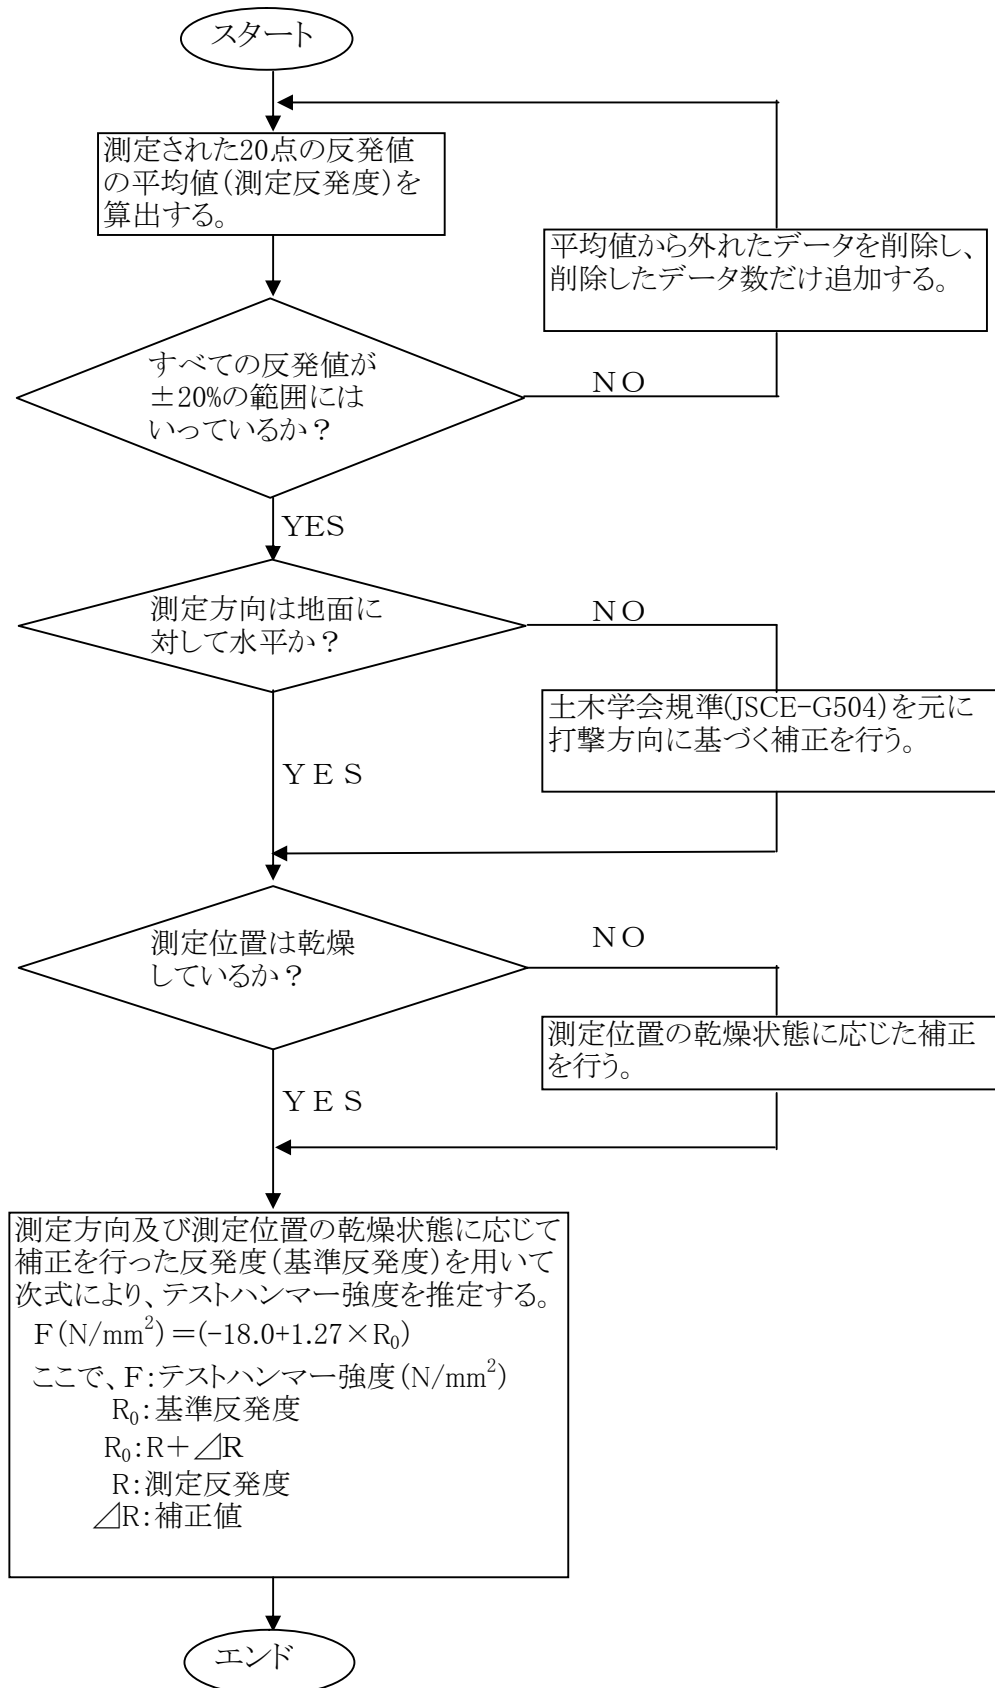 スタート
測定された20点の反発値
の平均値(測定反発度)を
算出する。
平均値から外れたデータを削除し、
削除したデータ数だけ追加する。
すべての反発値が
±20%の範囲には
いっているか？
NO
YES
測定方向は地面に
対して水平か？
NO
土木学会規準(JSCE-G504)を元に
打撃方向に基づく補正を行う。
YES
測定位置は乾燥
しているか？
NO
測定位置の乾燥状態に応じた補正
を行う。
YES
測定方向及び測定位置の乾燥状態に応じて
補正を行った反発度(基準反発度)を用いて
次式により、テストハンマー強度を推定する。
F(N/mm²)＝(-18.0+1.27×R₀)
ここで、F:テストハンマー強度(N/mm²)
R₀:基準反発度
R₀:R＋⊿R
R:測定反発度
⊿R:補正値
エンド